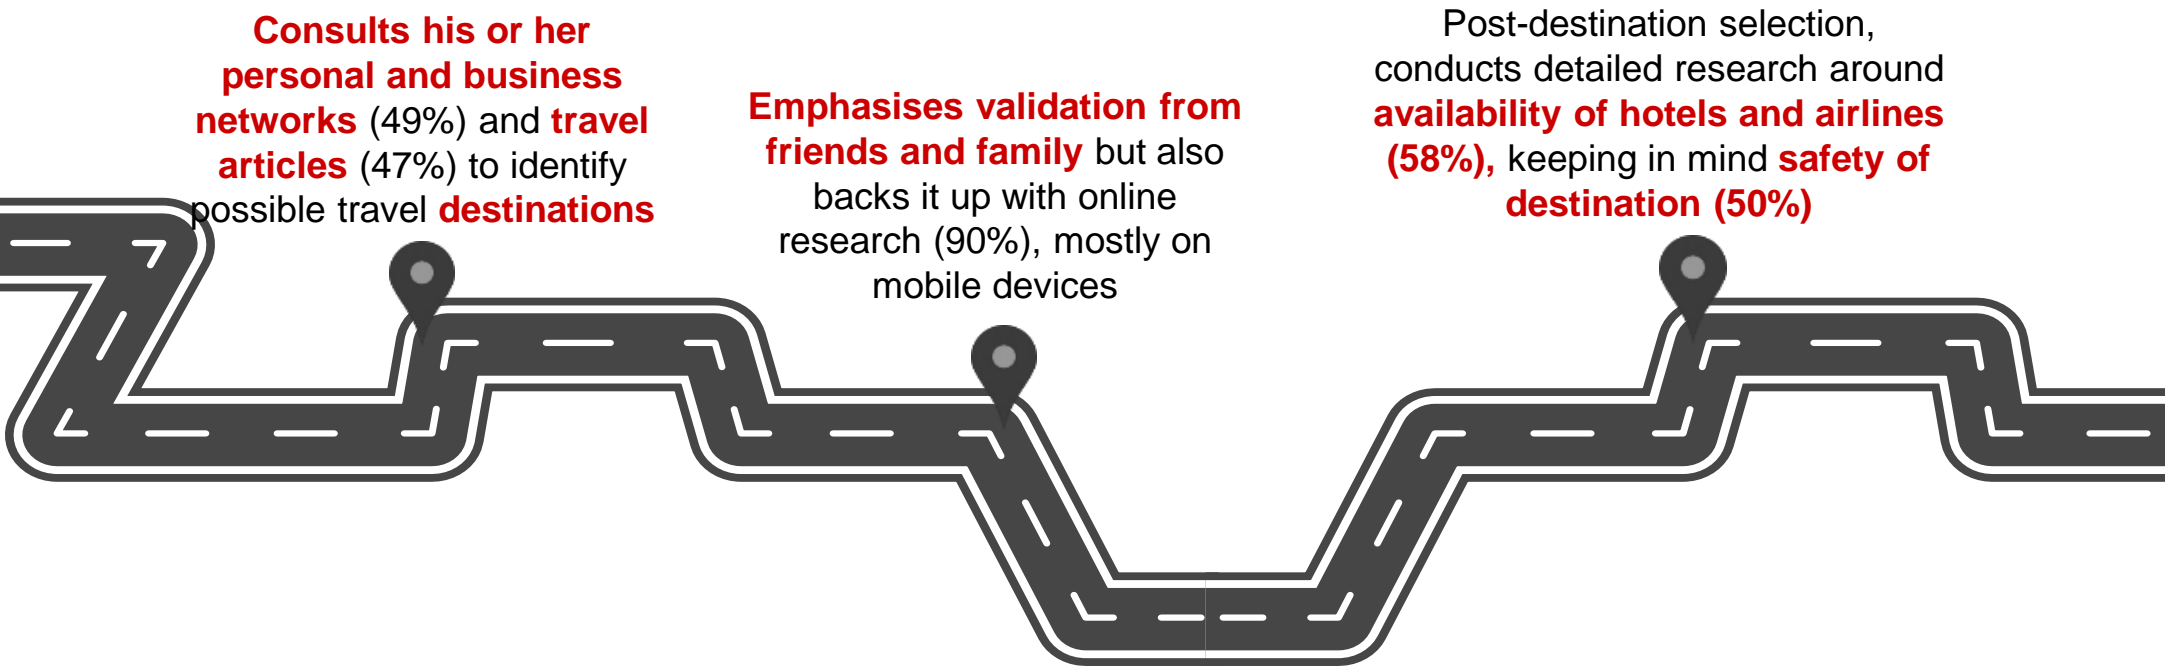 Consults his or her
personal and business
networks (49%) and travel
articles (47%) to identify
possible travel destinations
Emphasises validation from
friends and family but also
backs it up with online
research (90%), mostly on
mobile devices
Post-destination selection,
conducts detailed research around
availability of hotels and airlines
(58%), keeping in mind safety of
destination (50%)